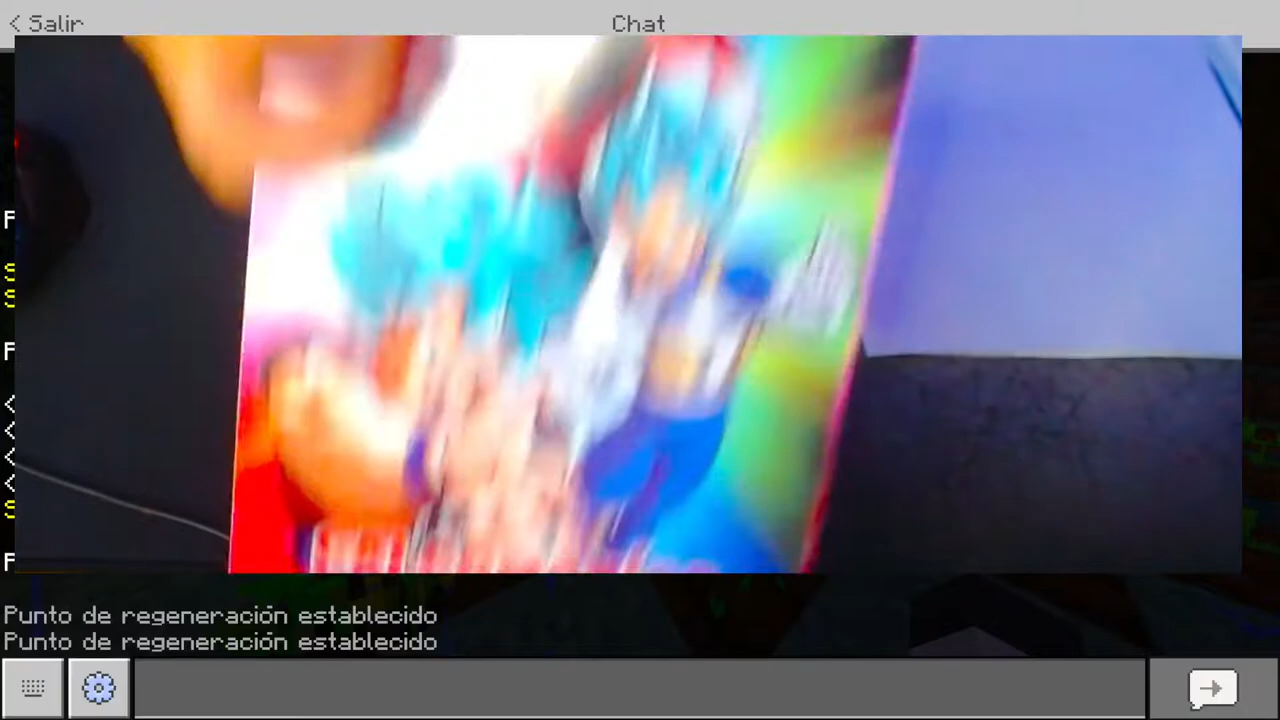 < Salir
Chat
F
S
S
F
<
<
<
<
S
F
Punto de regeneración establecido
Punto de regeneración establecido